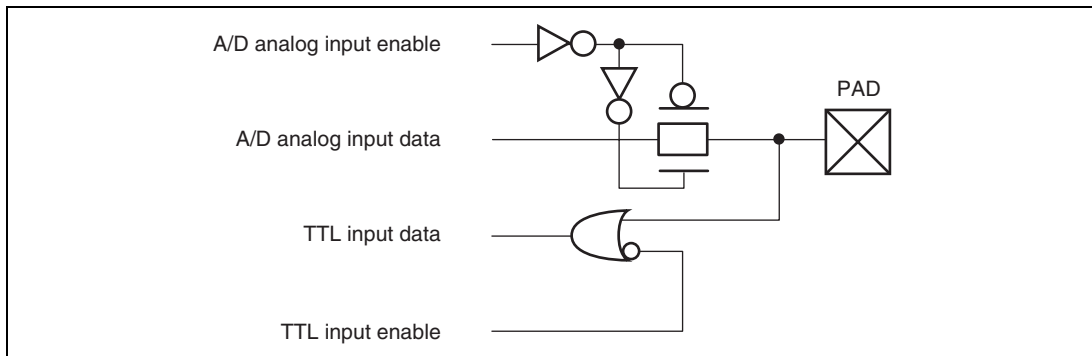 A/D analog input enable
PAD
A/D analog input data
TTL input data
TTL input enable